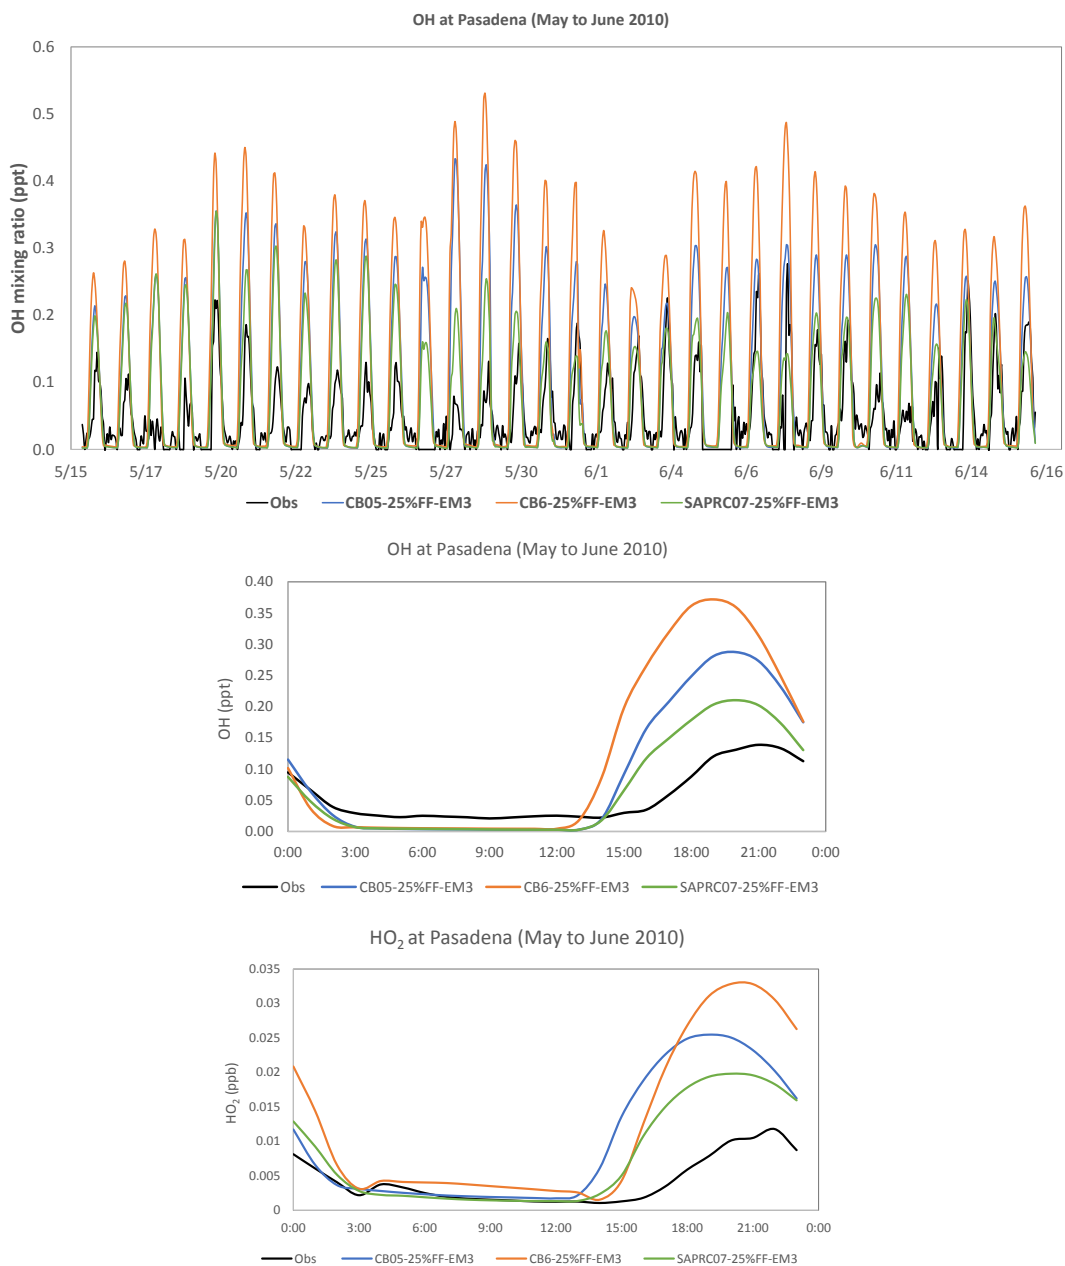 OH at Pasadena (May to June 2010)
OH mixing ratio (ppt)
0.6
0.5
0.4
0.3
0.2
0.1
0.0
5/15 5/17 5/20 5/22 5/25 5/27 5/30 6/1 6/4 6/6 6/9 6/11 6/14 6/16
Obs CB05-25%FF-EM3 CB6-25%FF-EM3 SAPRC07-25%FF-EM3
OH at Pasadena (May to June 2010)
OH (ppt)
0.40
0.35
0.30
0.25
0.20
0.15
0.10
0.05
0.00
0:00 3:00 6:00 9:00 12:00 15:00 18:00 21:00 0:00
Obs CB05-25%FF-EM3 CB6-25%FF-EM3 SAPRC07-25%FF-EM3
HO2 at Pasadena (May to June 2010)
HO2 (ppb)
0.035
0.03
0.025
0.02
0.015
0.01
0.005
0
0:00 3:00 6:00 9:00 12:00 15:00 18:00 21:00 0:00
Obs CB05-25%FF-EM3 CB6-25%FF-EM3 SAPRC07-25%FF-EM3